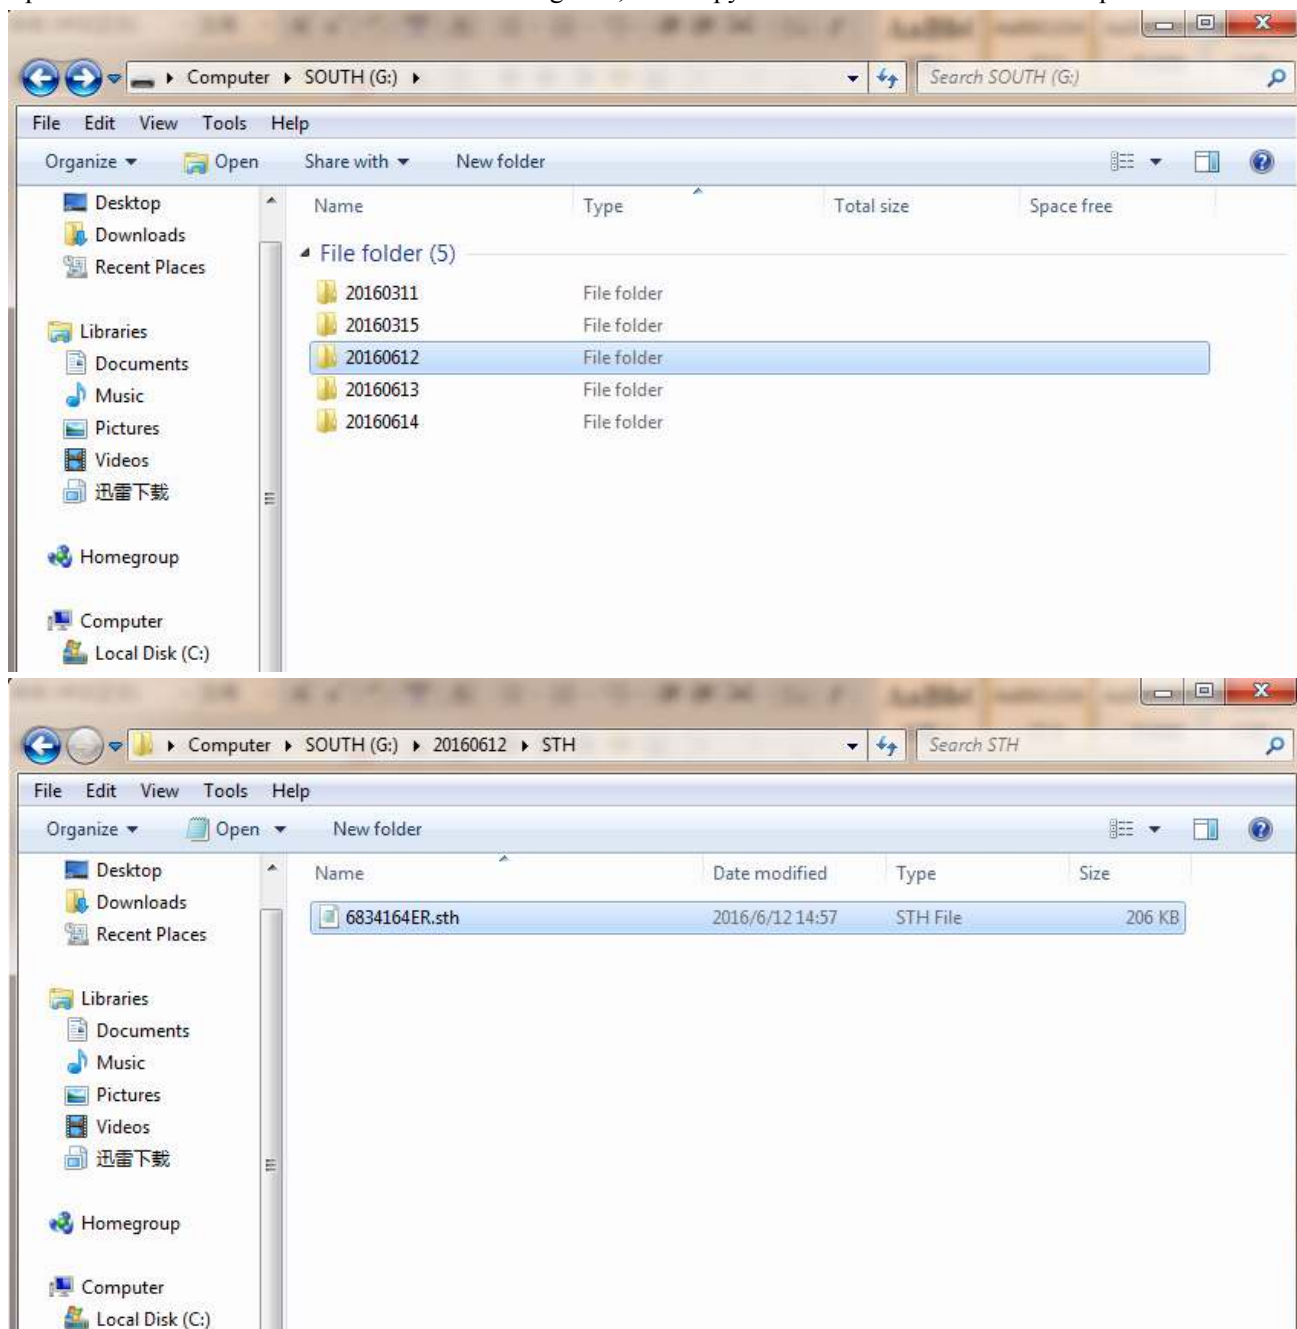 Computer ▸ SOUTH (G:) ▸ Search SOUTH (G:)
File Edit View Tools Help
Organize Open Share with New folder
Desktop Name Type Total size Space free
Downloads
File folder (5)
Recent Places
20160311 File folder
20160315 File folder
Libraries
20160612 File folder
Documents
20160613 File folder
Music
20160614 File folder
Pictures
Videos
迅雷下载
Homegroup
Computer
Local Disk (C:)
Computer ▸ SOUTH (G:) ▸ 20160612 ▸ STH Search STH
File Edit View Tools Help
Organize Open New folder
Desktop Name Date modified Type Size
Downloads
6834164ER.sth 2016/6/12 14:57 STH File 206 KB
Recent Places
Libraries
Documents
Music
Pictures
Videos
迅雷下载
Homegroup
Computer
Local Disk (C:)